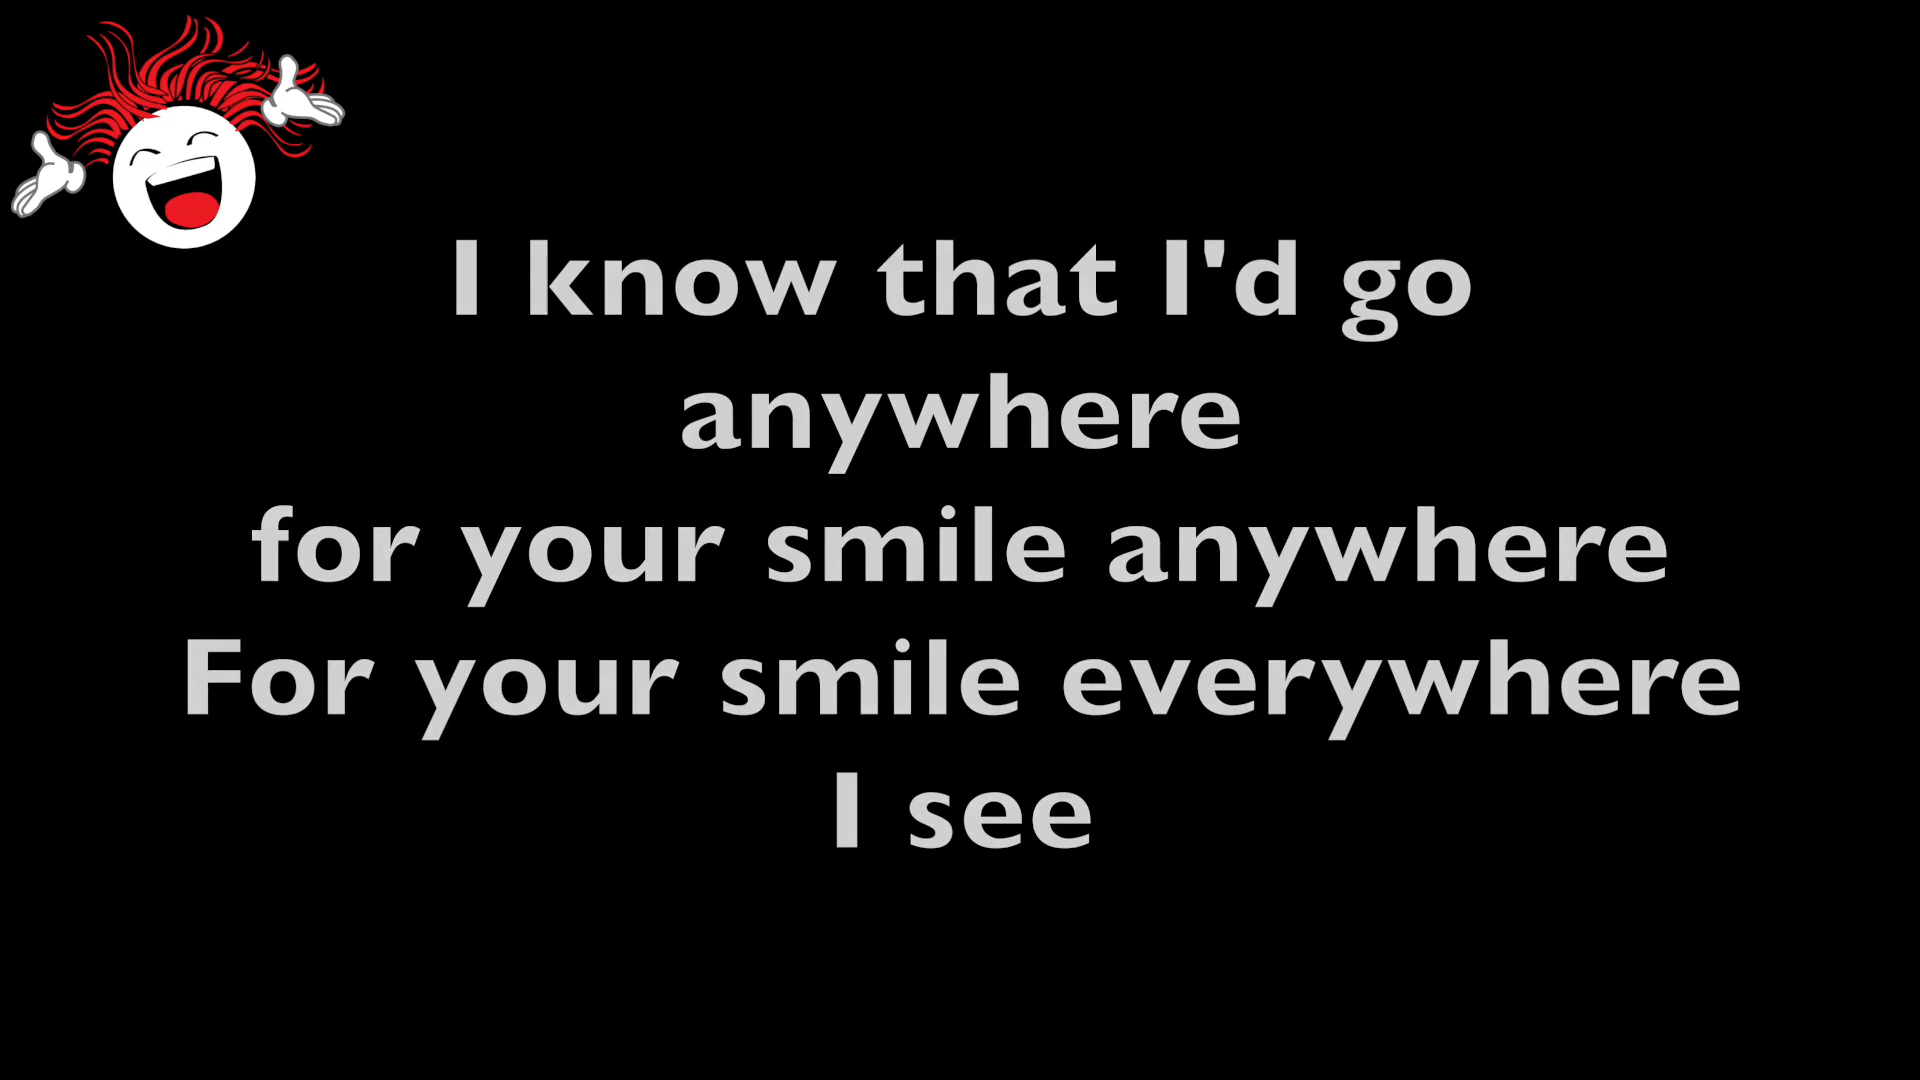 I know that I'd go
anywhere
for your smile anywhere
For your smile everywhere
I see